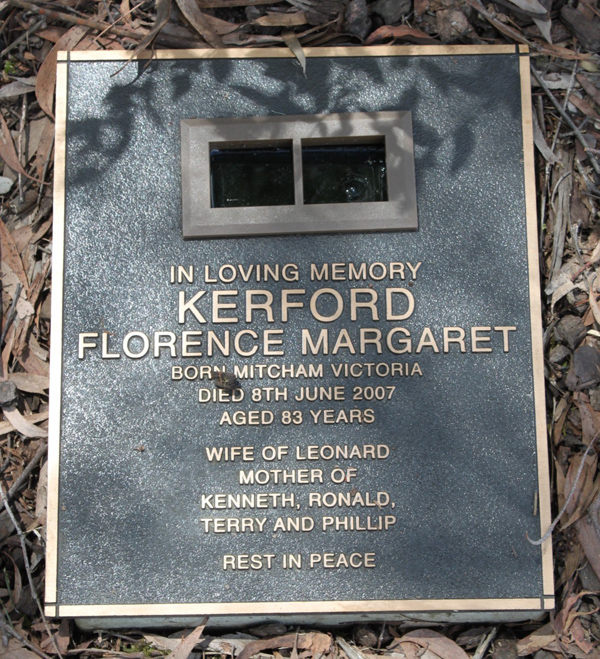 IN LOVING MEMORY
KERFORD
FLORENCE MARGARET
BORN MITCHAM VICTORIA
DIED 8TH JUNE 2007
AGED 83 YEARS
WIFE OF LEONARD
MOTHER OF
KENNETH, RONALD,
TERRY AND PHILLIP
REST IN PEACE